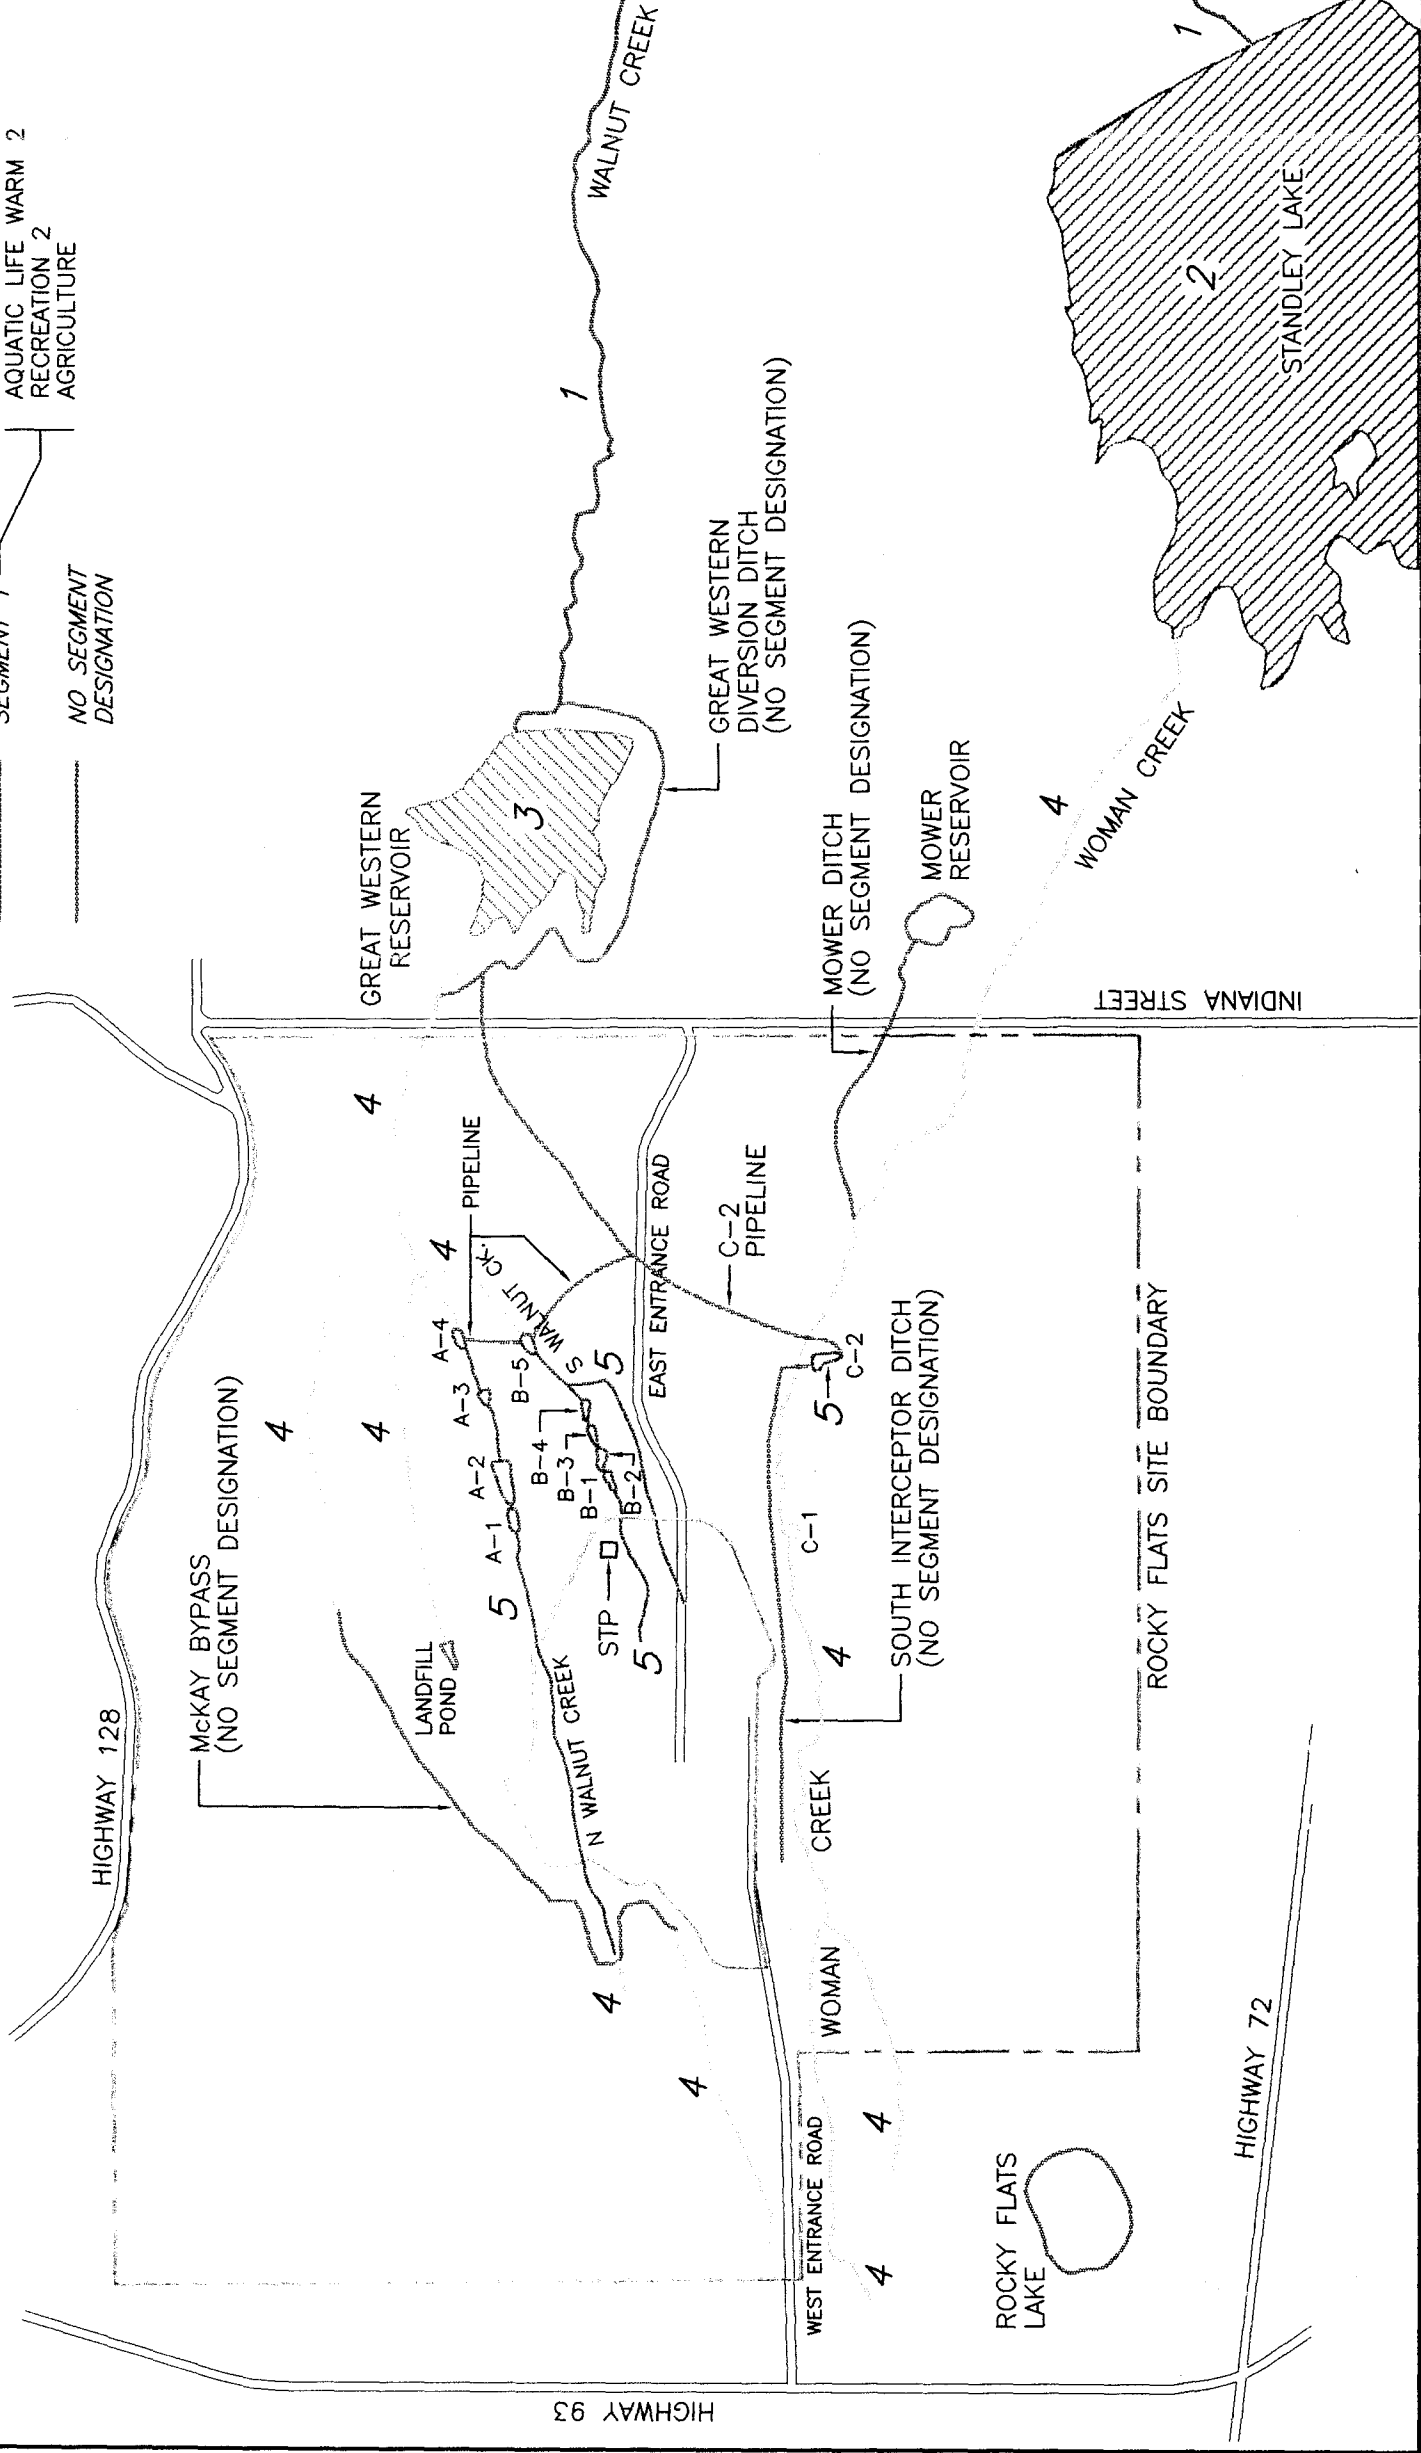 AQUATIC LIFE WARM 2
RECREATION 2
AGRICULTURE
NO SEGMENT
DESIGNATION
HIGHWAY 128
McKAY BYPASS
(NO SEGMENT DESIGNATION)
4
4
4
GREAT WESTERN
RESERVOIR
3
1
WALNUT CREEK
LANDFILL
POND
PIPELINE
4
A-4
A-3
A-2
A-1
5
N WALNUT CREEK
S WALNUT CK.
B-5
B-4
B-3
B-1
B-2
STP
5
5
4
4
EAST ENTRANCE ROAD
GREAT WESTERN
DIVERSION DITCH
(NO SEGMENT DESIGNATION)
C-2
PIPELINE
C-2
5
C-1
4
WOMAN
CREEK
SOUTH INTERCEPTOR DITCH
(NO SEGMENT DESIGNATION)
MOWER DITCH
(NO SEGMENT DESIGNATION)
MOWER
RESERVOIR
4
WOMAN CREEK
WEST ENTRANCE ROAD
4
4
ROCKY FLATS
LAKE
ROCKY FLATS SITE BOUNDARY
INDIANA STREET
HIGHWAY 93
HIGHWAY 72
1
2
STANDLEY LAKE